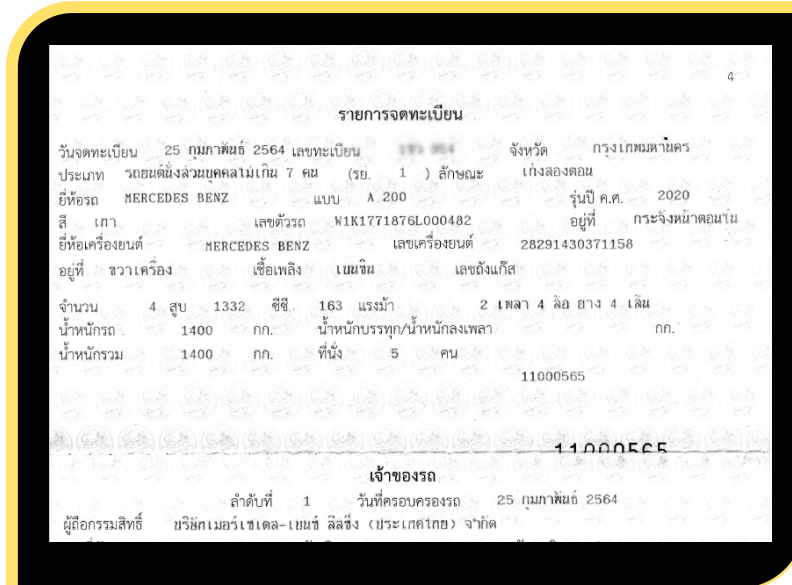 4
รายการจดทะเบียน
วันจดทะเบียน 25 กุมภาพันธ์ 2564 เลขทะเบียน จังหวัด กรุงเทพมหานคร
ประเภท รถยนต์นั่งส่วนบุคคลไม่เกิน 7 คน (รย. 1 ) ลักษณะ เก๋งสองตอน
ยี่ห้อรถ MERCEDES BENZ แบบ A 200 รุ่นปี ค.ศ. 2020
สี เทา เลขตัวรถ W1K1771876L000482 อยู่ที่ กระจังหน้าตอนใน
ยี่ห้อเครื่องยนต์ MERCEDES BENZ เลขเครื่องยนต์ 28291430371158
อยู่ที่ ขวาเครื่อง เชื้อเพลิง เบนซิน เลขถังแก๊ส
จำนวน 4 สูบ 1332 ซีซี 163 แรงม้า 2 เพลา 4 ล้อ ยาง 4 เส้น
น้ำหนักรถ 1400 กก. น้ำหนักบรรทุก/น้ำหนักลงเพลา กก.
น้ำหนักรวม 1400 กก. ที่นั่ง 5 คน
11000565
11000565
เจ้าของรถ
ลำดับที่ 1 วันที่ครอบครองรถ 25 กุมภาพันธ์ 2564
ผู้ถือกรรมสิทธิ์ บริษัทเมอร์เซเดส-เบนซ์ ลีสซิ่ง (ประเทศไทย) จำกัด